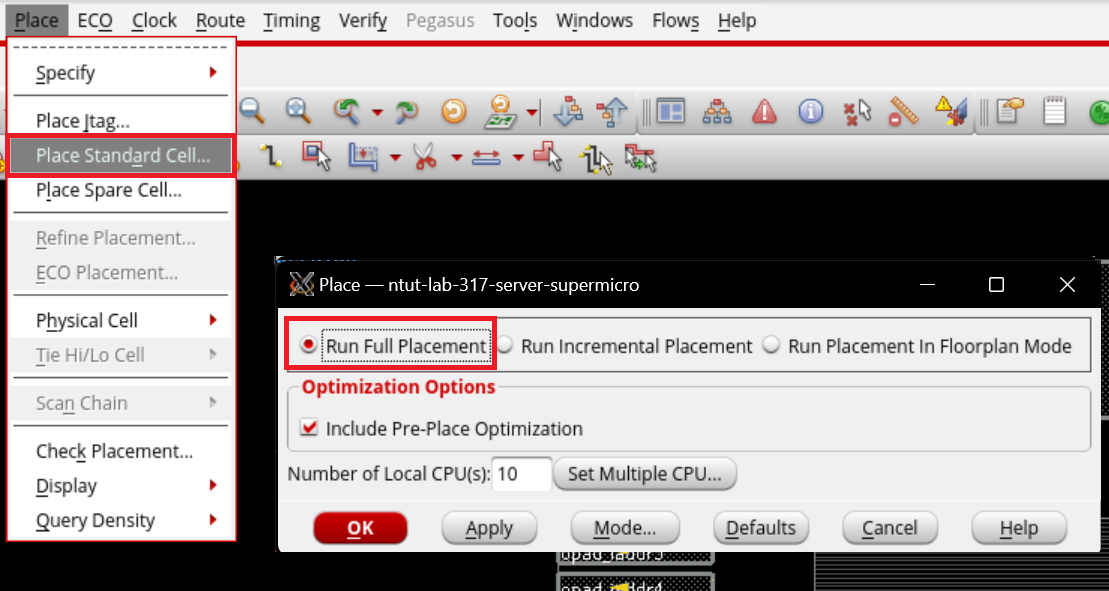 Place ECO Clock Route Timing Verify Pegasus Tools Windows Flows Help
Specify
Place Jtag...
Place Standard Cell...
Place Spare Cell...
Refine Placement...
ECO Placement...
Physical Cell
Tie Hi/Lo Cell
Scan Chain
Check Placement...
Display
Query Density
Place — ntut-lab-317-server-supermicro
Run Full Placement Run Incremental Placement Run Placement In Floorplan Mode
Optimization Options
Include Pre-Place Optimization
Number of Local CPU(s): 10 Set Multiple CPU...
OK Apply Mode... Defaults Cancel Help